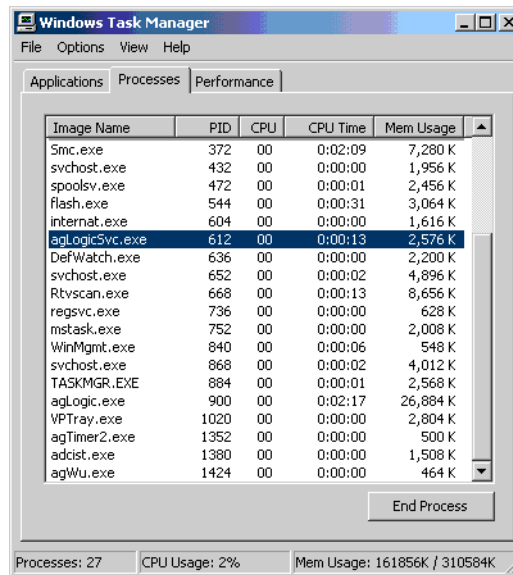 Windows Task Manager
File Options View Help
Applications Processes Performance
Image Name PID CPU CPU Time Mem Usage
Smc.exe 372 00 0:02:09 7,280 K
svchost.exe 432 00 0:00:00 1,956 K
spoolsv.exe 472 00 0:00:01 2,456 K
flash.exe 544 00 0:00:31 3,064 K
internat.exe 604 00 0:00:00 1,616 K
agLogicSvc.exe 612 00 0:00:13 2,576 K
DefWatch.exe 636 00 0:00:00 2,200 K
svchost.exe 652 00 0:00:02 4,896 K
Rtvscan.exe 668 00 0:00:13 8,656 K
regsvc.exe 736 00 0:00:00 628 K
mstask.exe 752 00 0:00:00 2,008 K
WinMgmt.exe 840 00 0:00:06 548 K
svchost.exe 868 00 0:00:02 4,012 K
TASKMGR.EXE 884 00 0:00:01 2,568 K
agLogic.exe 900 00 0:02:17 26,884 K
VPTray.exe 1020 00 0:00:00 2,804 K
agTimer2.exe 1352 00 0:00:00 500 K
adcist.exe 1380 00 0:00:00 1,508 K
agWu.exe 1424 00 0:00:00 464 K
End Process
Processes: 27 CPU Usage: 2% Mem Usage: 161856K / 310584K